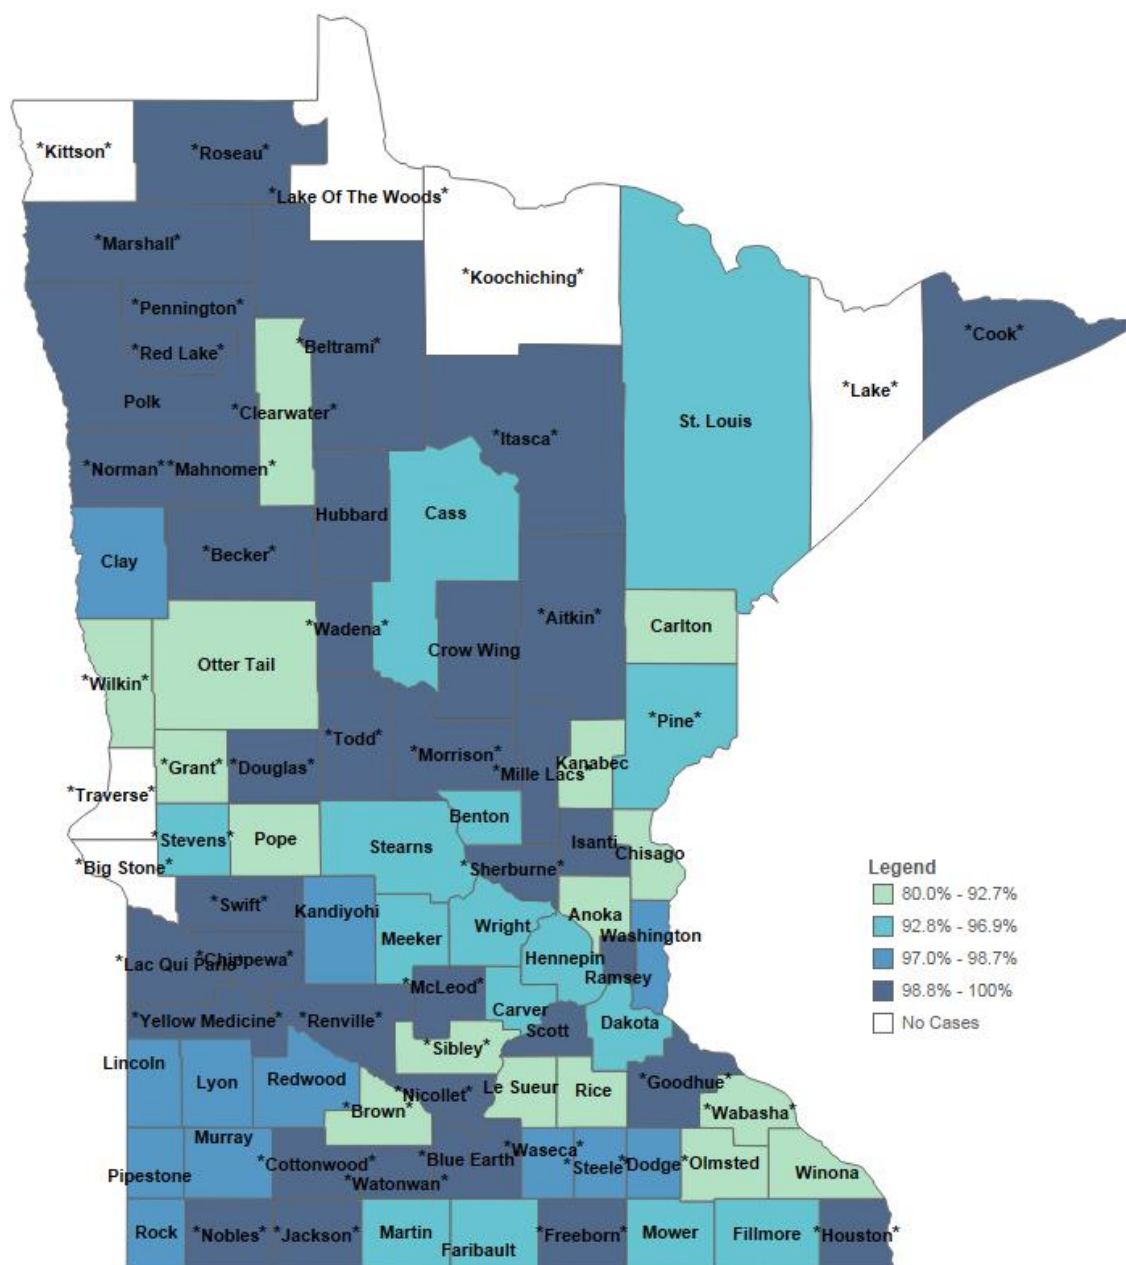 *Kittson*
*Roseau*
*Lake Of The Woods*
*Marshall*
*Koochiching*
*Pennington*
*Cook*
*Red Lake*
*Beltrami*
*Lake*
Polk
*Clearwater*
St. Louis
*Itasca*
*Norman*
*Mahnomen*
Hubbard
Cass
Clay
*Becker*
*Aitkin*
*Wadena*
Carlton
Crow Wing
Otter Tail
*Wilkin*
*Pine*
*Todd*
*Morrison*
*Grant*
*Douglas*
*Mille Lacs*
Kanabec
*Traverse*
Benton
*Stevens*
Pope
Stearns
Isanti
Chisago
*Big Stone*
*Sherburne*
*Swift*
Kandiyohi
Anoka
Wright
Washington
Meeker
Hennepin
*Lac Qui Parle*
*Chippewa*
Ramsey
*McLeod*
Carver
*Yellow Medicine*
*Renville*
Scott
Dakota
*Sibley*
Lincoln
Lyon
Redwood
*Nicollet*
Le Sueur
Rice
*Goodhue*
*Brown*
*Wabasha*
Murray
*Cottonwood*
*Blue Earth
*Waseca*
*Steele*
Dodge*
Olmsted
Winona
Pipestone
*Watonwan*
Rock
*Nobles*
*Jackson*
Martin
Faribault
*Freeborn*
Mower
Fillmore
*Houston*
Legend
80.0% - 92.7%
92.8% - 96.9%
97.0% - 98.7%
98.8% - 100%
No Cases